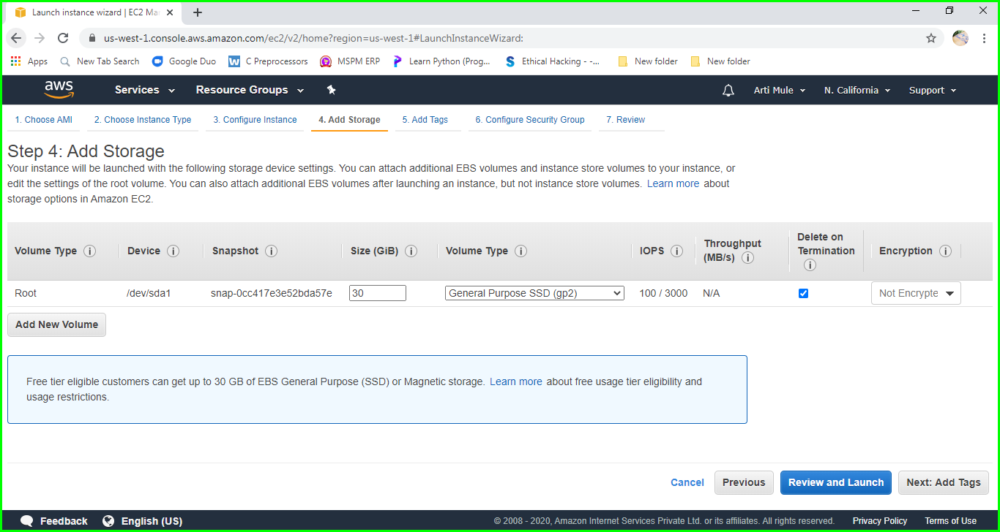 Launch instance wizard | EC2 Ma
us-west-1.console.aws.amazon.com/ec2/v2/home?region=us-west-1#LaunchInstanceWizard:
Apps New Tab Search Google Duo C Preprocessors MSPM ERP Learn Python (Prog... Ethical Hacking - -... New folder New folder
aws Services Resource Groups Arti Mule N. California Support
1. Choose AMI 2. Choose Instance Type 3. Configure Instance 4. Add Storage 5. Add Tags 6. Configure Security Group 7. Review
Step 4: Add Storage
Your instance will be launched with the following storage device settings. You can attach additional EBS volumes and instance store volumes to your instance, or
edit the settings of the root volume. You can also attach additional EBS volumes after launching an instance, but not instance store volumes. Learn more about
storage options in Amazon EC2.
Volume Type Device Snapshot Size (GiB) Volume Type IOPS Throughput (MB/s) Delete on Termination Encryption
Root /dev/sda1 snap-0cc417e3e52bda57e 30 General Purpose SSD (gp2) 100 / 3000 N/A Not Encrypte
Add New Volume
Free tier eligible customers can get up to 30 GB of EBS General Purpose (SSD) or Magnetic storage. Learn more about free usage tier eligibility and
usage restrictions.
Cancel Previous Review and Launch Next: Add Tags
Feedback English (US) © 2008 - 2020, Amazon Internet Services Private Ltd. or its affiliates. All rights reserved. Privacy Policy Terms of Use